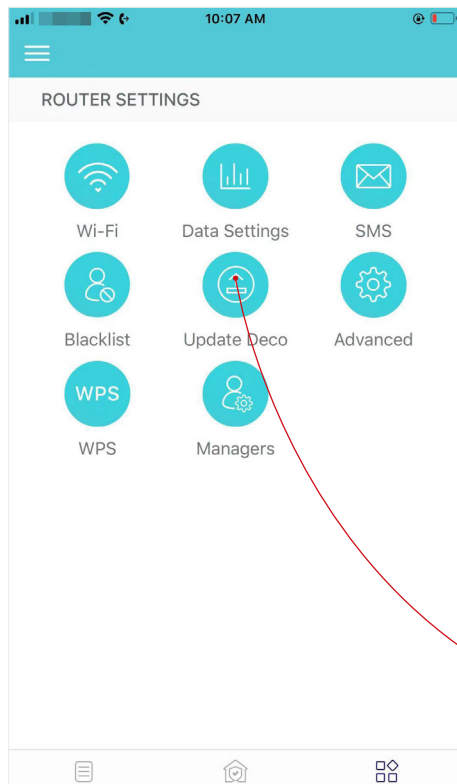 10:07 AM
ROUTER SETTINGS
Wi-Fi
Data Settings
SMS
Blacklist
Update Deco
Advanced
WPS
WPS
Managers